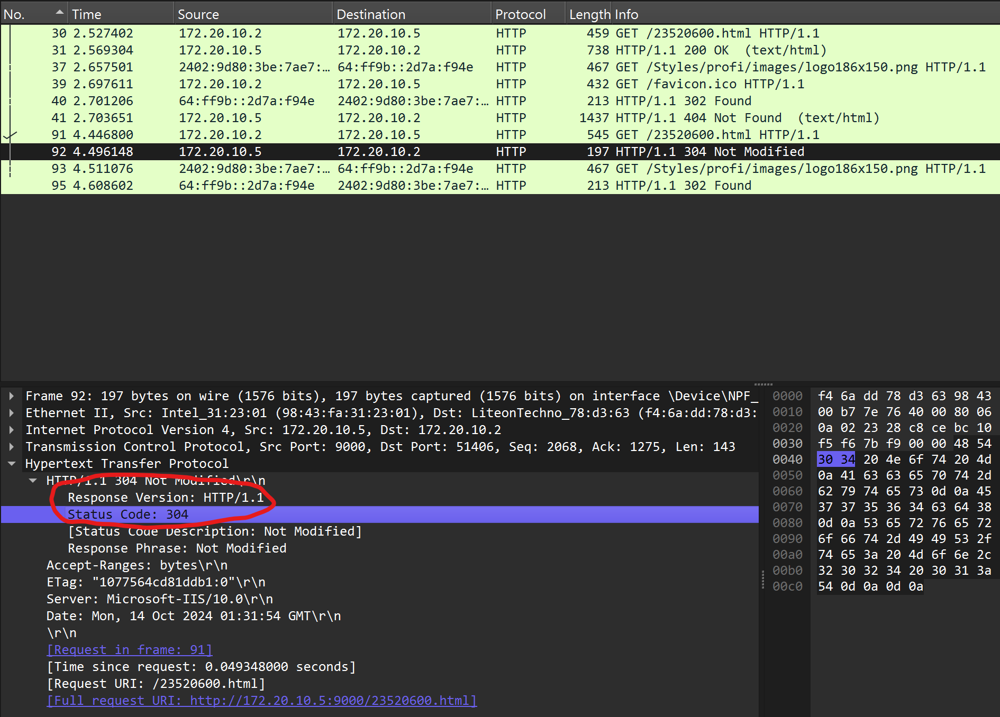 No. Time Source Destination Protocol Length Info
30 2.527402 172.20.10.2 172.20.10.5 HTTP 459 GET /23520600.html HTTP/1.1
31 2.569304 172.20.10.5 172.20.10.2 HTTP 738 HTTP/1.1 200 OK (text/html)
37 2.657501 2402:9d80:3be:7ae7:… 64:ff9b::2d7a:f94e HTTP 467 GET /Styles/profi/images/logo186x150.png HTTP/1.1
39 2.697611 172.20.10.2 172.20.10.5 HTTP 432 GET /favicon.ico HTTP/1.1
40 2.701206 64:ff9b::2d7a:f94e 2402:9d80:3be:7ae7:… HTTP 213 HTTP/1.1 302 Found
41 2.703651 172.20.10.5 172.20.10.2 HTTP 1437 HTTP/1.1 404 Not Found (text/html)
91 4.446800 172.20.10.2 172.20.10.5 HTTP 545 GET /23520600.html HTTP/1.1
92 4.496148 172.20.10.5 172.20.10.2 HTTP 197 HTTP/1.1 304 Not Modified
93 4.511076 2402:9d80:3be:7ae7:… 64:ff9b::2d7a:f94e HTTP 467 GET /Styles/profi/images/logo186x150.png HTTP/1.1
95 4.608602 64:ff9b::2d7a:f94e 2402:9d80:3be:7ae7:… HTTP 213 HTTP/1.1 302 Found
Frame 92: 197 bytes on wire (1576 bits), 197 bytes captured (1576 bits) on interface \Device\NPF_
Ethernet II, Src: Intel_31:23:01 (98:43:fa:31:23:01), Dst: LiteonTechno_78:d3:63 (f4:6a:dd:78:d3:
Internet Protocol Version 4, Src: 172.20.10.5, Dst: 172.20.10.2
Transmission Control Protocol, Src Port: 9000, Dst Port: 51406, Seq: 2068, Ack: 1275, Len: 143
Hypertext Transfer Protocol
HTTP/1.1 304 Not Modified\r\n
Response Version: HTTP/1.1
Status Code: 304
[Status Code Description: Not Modified]
Response Phrase: Not Modified
Accept-Ranges: bytes\r\n
ETag: "1077564cd81ddb1:0"\r\n
Server: Microsoft-IIS/10.0\r\n
Date: Mon, 14 Oct 2024 01:31:54 GMT\r\n
\r\n
[Request in frame: 91]
[Time since request: 0.049348000 seconds]
[Request URI: /23520600.html]
[Full request URI: http://172.20.10.5:9000/23520600.html]
0000 f4 6a dd 78 d3 63 98 43
0010 00 b7 7e 76 40 00 80 06
0020 0a 02 23 28 c8 ce bc 10
0030 f5 f6 7b f9 00 00 48 54
0040 30 34 20 4e 6f 74 20 4d
0050 0a 41 63 63 65 70 74 2d
0060 62 79 74 65 73 0d 0a 45
0070 37 37 35 36 34 63 64 38
0080 0d 0a 53 65 72 76 65 72
0090 6f 66 74 2d 49 49 53 2f
00a0 74 65 3a 20 4d 6f 6e 2c
00b0 32 30 32 34 20 30 31 3a
00c0 54 0d 0a 0d 0a